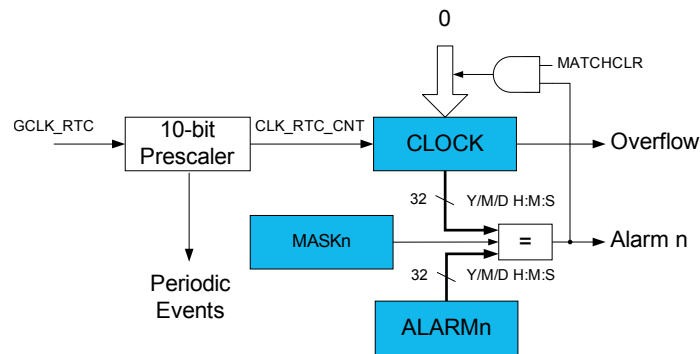 0
MATCHCLR
GCLK_RTC
10-bit
Prescaler
CLK_RTC_CNT
CLOCK
Overflow
32
Y/M/D H:M:S
MASKn
=
Alarm n
32
Y/M/D H:M:S
Periodic
Events
ALARMn